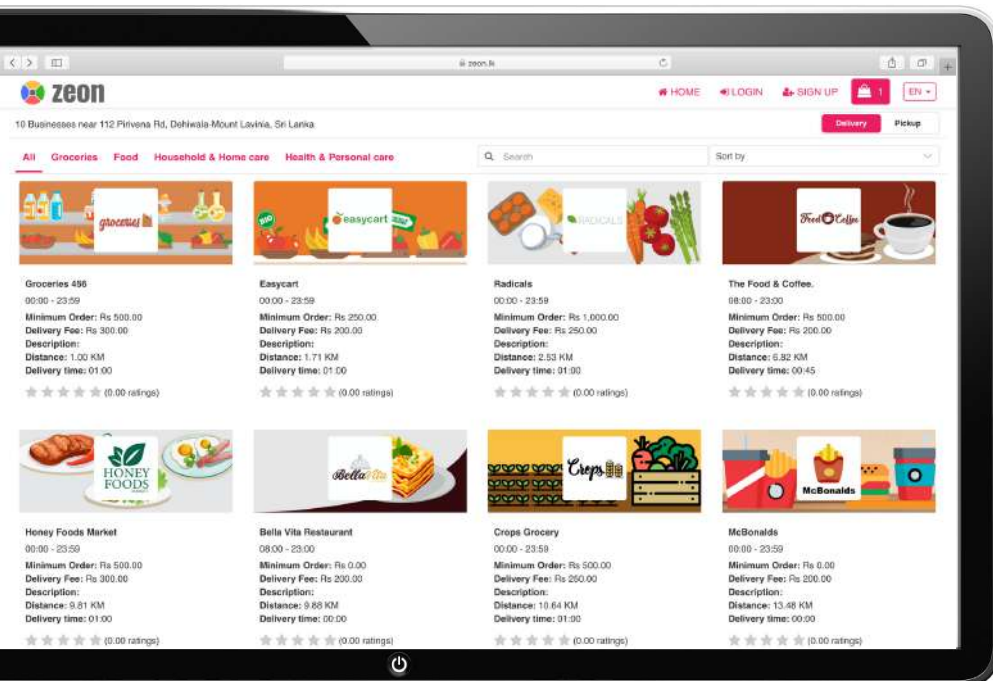 zeon.lk
zeon
HOME
LOGIN
SIGN UP
1
EN
10 Businesses near 112 Pirivena Rd, Dehiwala-Mount Lavinia, Sri Lanka
Delivery
Pickup
All
Groceries
Food
Household & Home care
Health & Personal care
Search
Sort by
groceries
BIO
easycart
RADICALS
Food Coffee
Groceries 456
Easycart
Radicals
The Food & Coffee.
00:00 - 23:59
00:00 - 23:59
00:00 - 23:59
08:00 - 23:00
Minimum Order: Rs 500.00
Minimum Order: Rs 250.00
Minimum Order: Rs 1,000.00
Minimum Order: Rs 500.00
Delivery Fee: Rs 300.00
Delivery Fee: Rs 200.00
Delivery Fee: Rs 250.00
Delivery Fee: Rs 200.00
Description:
Description:
Description:
Description:
Distance: 1.00 KM
Distance: 1.71 KM
Distance: 2.53 KM
Distance: 6.82 KM
Delivery time: 01:00
Delivery time: 01:00
Delivery time: 01:00
Delivery time: 00:45
(0.00 ratings)
(0.00 ratings)
(0.00 ratings)
(0.00 ratings)
HONEY
FOODS
Bella Vita
Crops
McBonalds
Honey Foods Market
Bella Vita Restaurant
Crops Grocery
McBonalds
00:00 - 23:59
08:00 - 23:00
00:00 - 23:59
00:00 - 23:59
Minimum Order: Rs 500.00
Minimum Order: Rs 0.00
Minimum Order: Rs 500.00
Minimum Order: Rs 0.00
Delivery Fee: Rs 300.00
Delivery Fee: Rs 200.00
Delivery Fee: Rs 250.00
Delivery Fee: Rs 200.00
Description:
Description:
Description:
Description:
Distance: 9.81 KM
Distance: 9.88 KM
Distance: 10.64 KM
Distance: 13.48 KM
Delivery time: 01:00
Delivery time: 00:00
Delivery time: 01:00
Delivery time: 00:00
(0.00 ratings)
(0.00 ratings)
(0.00 ratings)
(0.00 ratings)